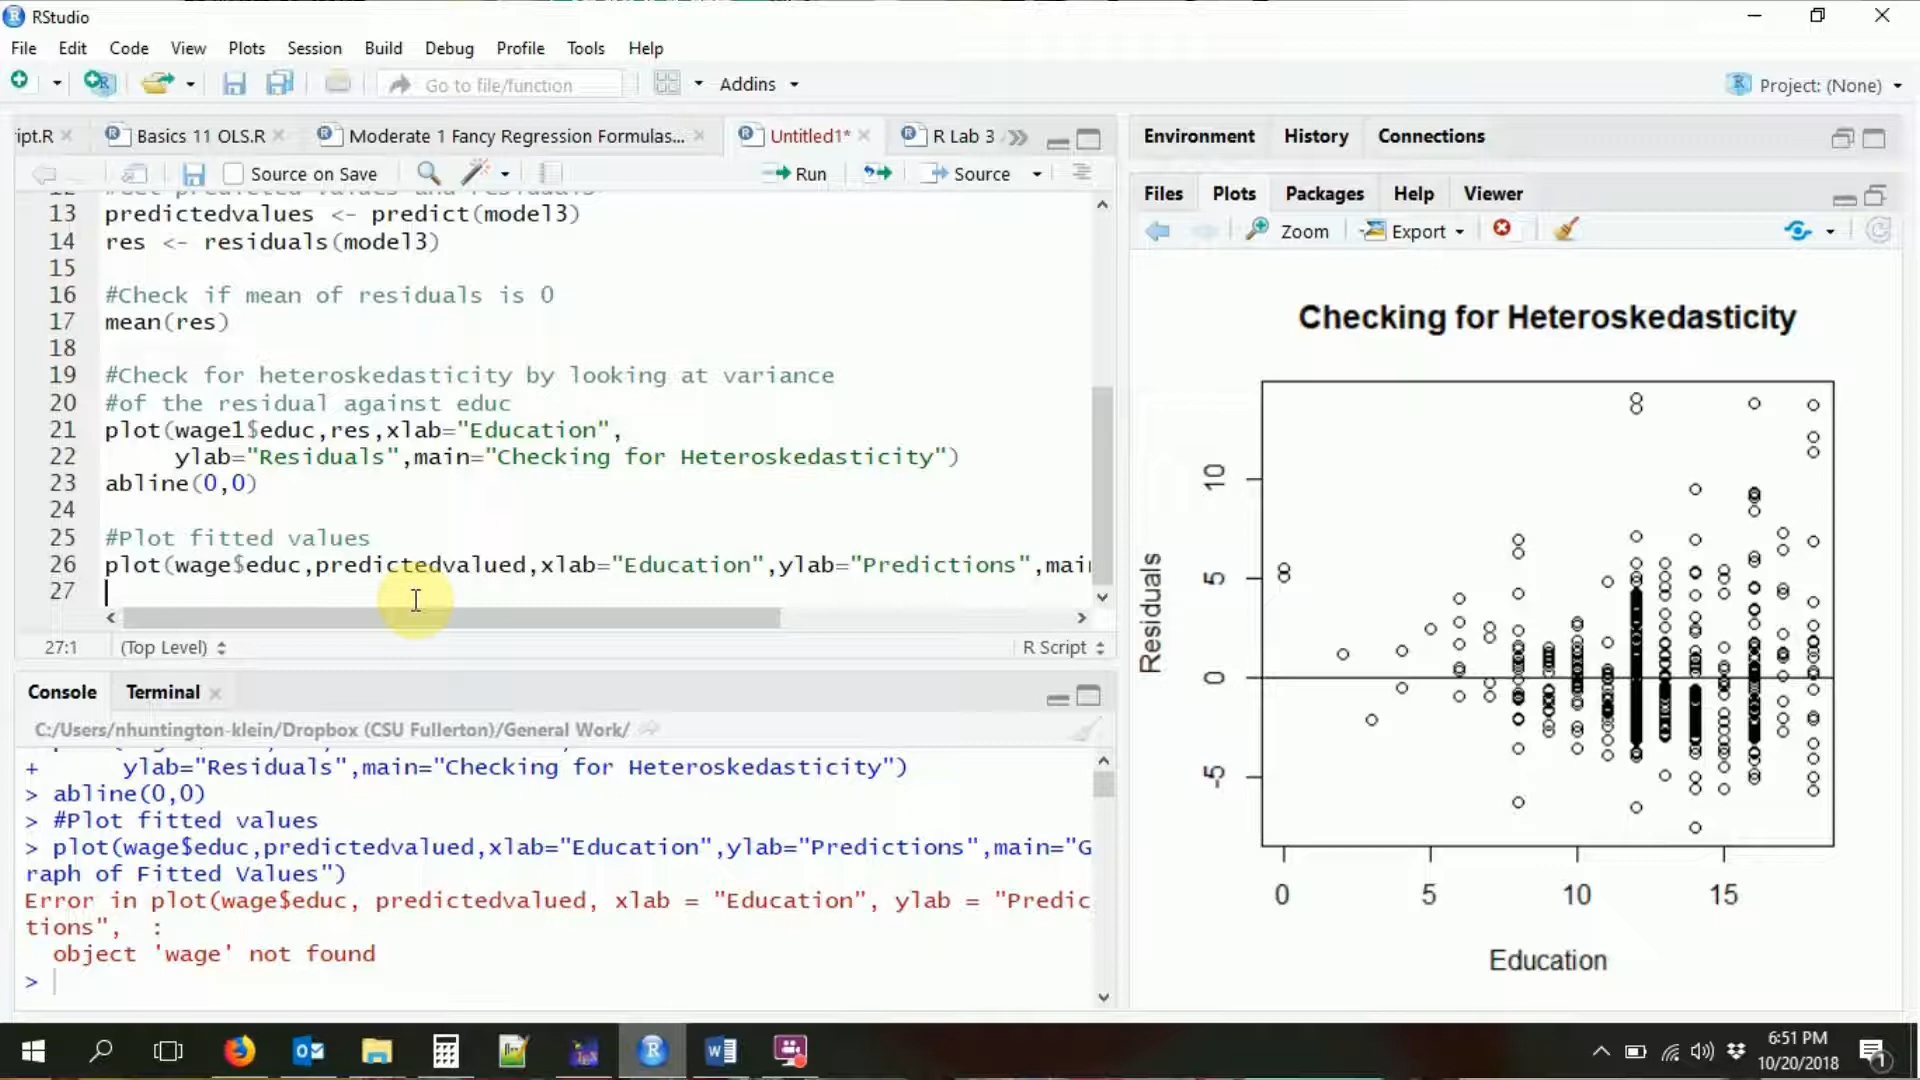 RStudio
File Edit Code View Plots Session Build Debug Profile Tools Help
Go to file/function Addins Project: (None)
ipt.R Basics 11 OLS.R Moderate 1 Fancy Regression Formulas... Untitled1* R Lab 3
Source on Save Run Source
12 #Get predicted values and residuals
13 predictedvalues <- predict(model3)
14 res <- residuals(model3)
15
16 #Check if mean of residuals is 0
17 mean(res)
18
19 #Check for heteroskedasticity by looking at variance
20 #of the residual against educ
21 plot(wage1$educ,res,xlab="Education",
22 ylab="Residuals",main="Checking for Heteroskedasticity")
23 abline(0,0)
24
25 #Plot fitted values
26 plot(wage$educ,predictedvalued,xlab="Education",ylab="Predictions",mai
27
27:1 (Top Level) R Script
Console Terminal
C:/Users/nhuntington-klein/Dropbox (CSU Fullerton)/General Work/
+ ylab="Residuals",main="Checking for Heteroskedasticity")
> abline(0,0)
> #Plot fitted values
> plot(wage$educ,predictedvalued,xlab="Education",ylab="Predictions",main="G
raph of Fitted Values")
Error in plot(wage$educ, predictedvalued, xlab = "Education", ylab = "Predic
tions", :
object 'wage' not found
>
Environment History Connections
Files Plots Packages Help Viewer
Zoom Export
Checking for Heteroskedasticity
10
5
0
-5
Residuals
0 5 10 15
Education
6:51 PM
10/20/2018
1